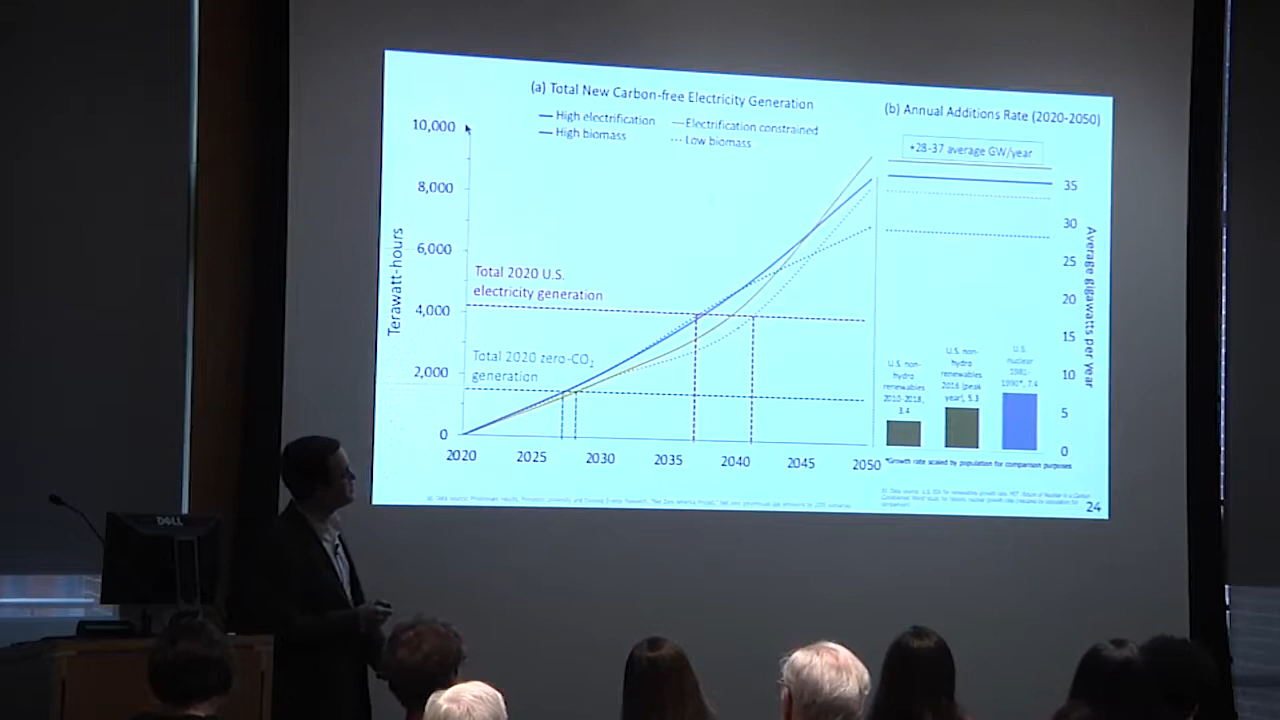 (a) Total New Carbon-free Electricity Generation
High electrification
Electrification constrained
High biomass
Low biomass
10,000
8,000
6,000
4,000
2,000
0
Terawatt-hours
Total 2020 U.S.
electricity generation
Total 2020 zero-CO₂
generation
2020 2025 2030 2035 2040 2045 2050
(b) Annual Additions Rate (2020-2050)
+28-37 average GW/year
35
30
25
20
15
10
5
0
Average gigawatts per year
U.S. non-
hydro
renewables
2010-2018,
3.4
U.S. non-
hydro
renewables
2016 (peak
year), 5.3
U.S.
nuclear
1981-
1990*, 7.4
*Growth rate scaled by population for comparison purposes
24
DELL